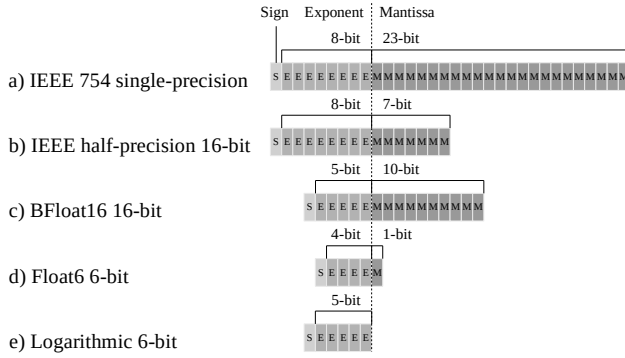 Sign Exponent Mantissa
8-bit 23-bit
a) IEEE 754 single-precision S E E E E E E E E M M M M M M M M M M M M M M M M M M M M M M M
8-bit 7-bit
b) IEEE half-precision 16-bit S E E E E E E E E M M M M M M M
5-bit 10-bit
c) BFloat16 16-bit S E E E E E M M M M M M M M M M
4-bit 1-bit
d) Float6 6-bit S E E E E M
5-bit
e) Logarithmic 6-bit S E E E E E